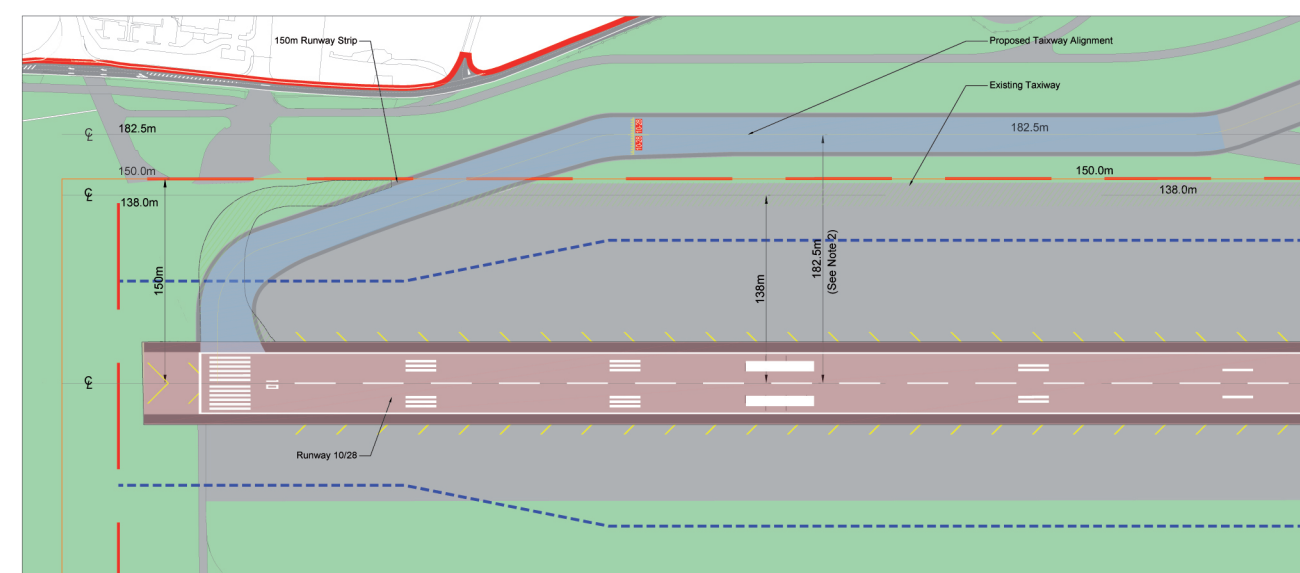 150m Runway Strip
Proposed Taixway Alignment
Existing Taxiway
182.5m
182.5m
150.0m
150.0m
138.0m
138.0m
150m
138m
182.5m
(See Note 2)
10
Runway 10/28